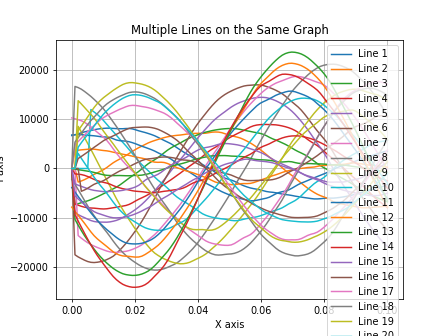 Multiple Lines on the Same Graph
20000
10000
0
−10000
−20000
0.00 0.02 0.04 0.06
X axis
Line 1
Line 2
Line 3
Line 4
Line 5
Line 6
Line 7
Line 8
Line 9
Line 10
Line 11
Line 12
Line 13
Line 14
Line 15
Line 16
Line 17
Line 18
Line 19
Line 20